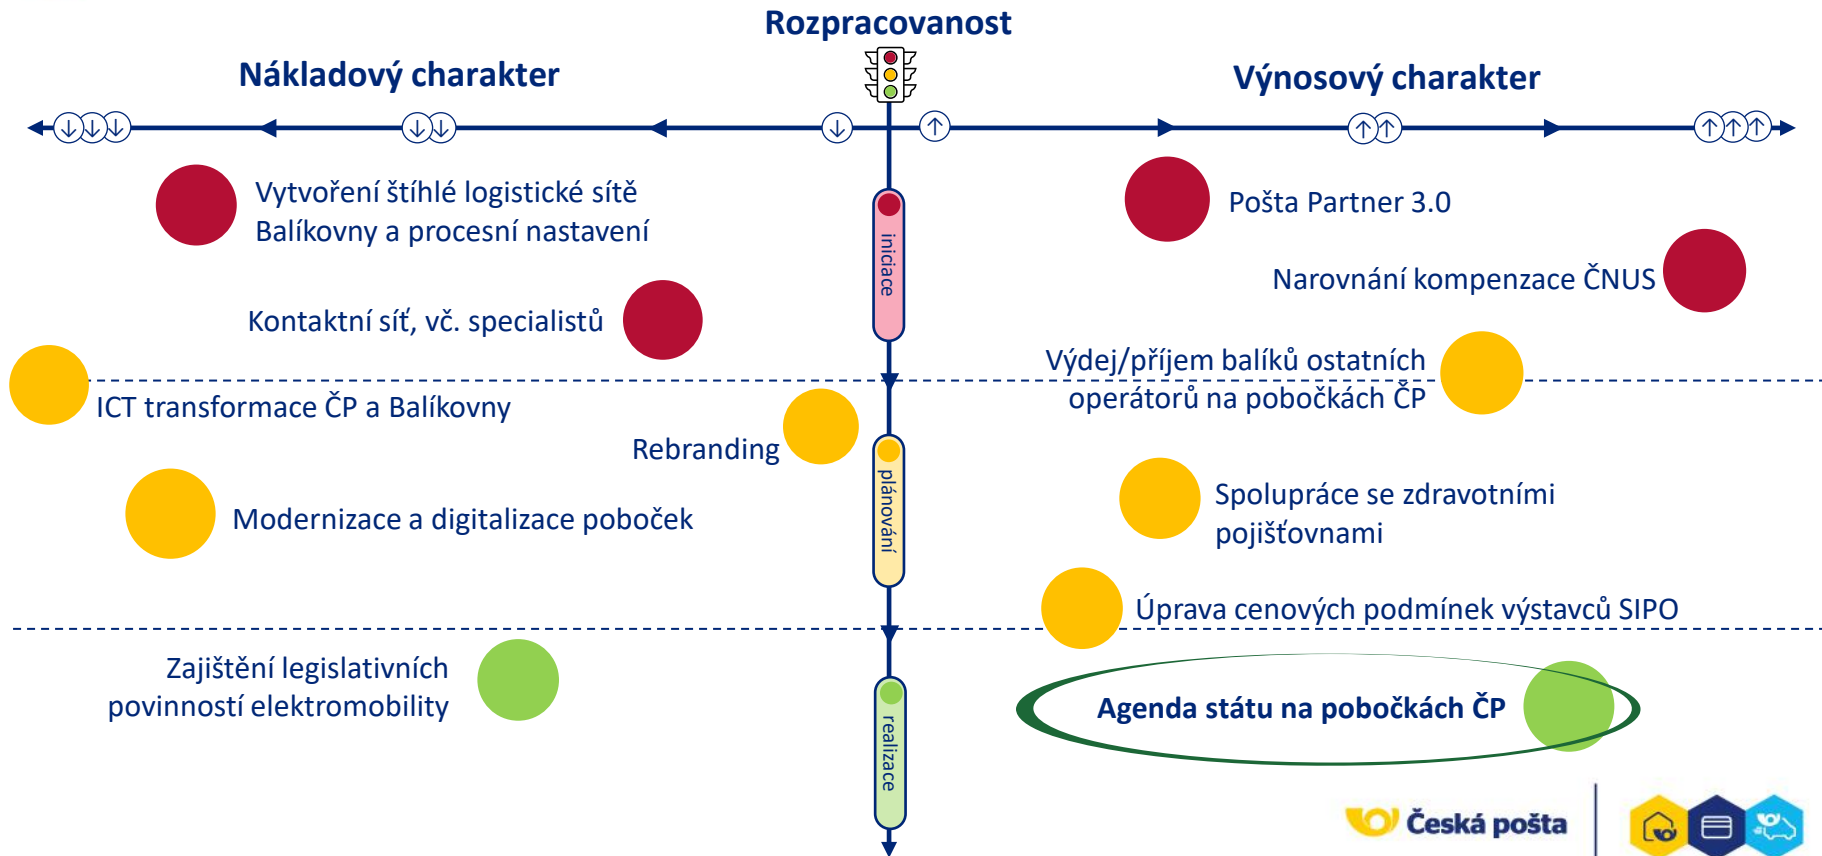 Rozpracovanost
Nákladový charakter
Výnosový charakter
Vytvoření štíhlé logistické sítě
Balíkovny a procesní nastavení
Kontaktní síť, vč. specialistů
ICT transformace ČP a Balíkovny
Rebranding
Modernizace a digitalizace poboček
Zajištění legislativních
povinností elektromobility
iniciace
plánování
realizace
Pošta Partner 3.0
Narovnání kompenzace ČNUS
Výdej/příjem balíků ostatních
operátorů na pobočkách ČP
Spolupráce se zdravotními
pojišťovnami
Úprava cenových podmínek výstavců SIPO
Agenda státu na pobočkách ČP
Česká pošta